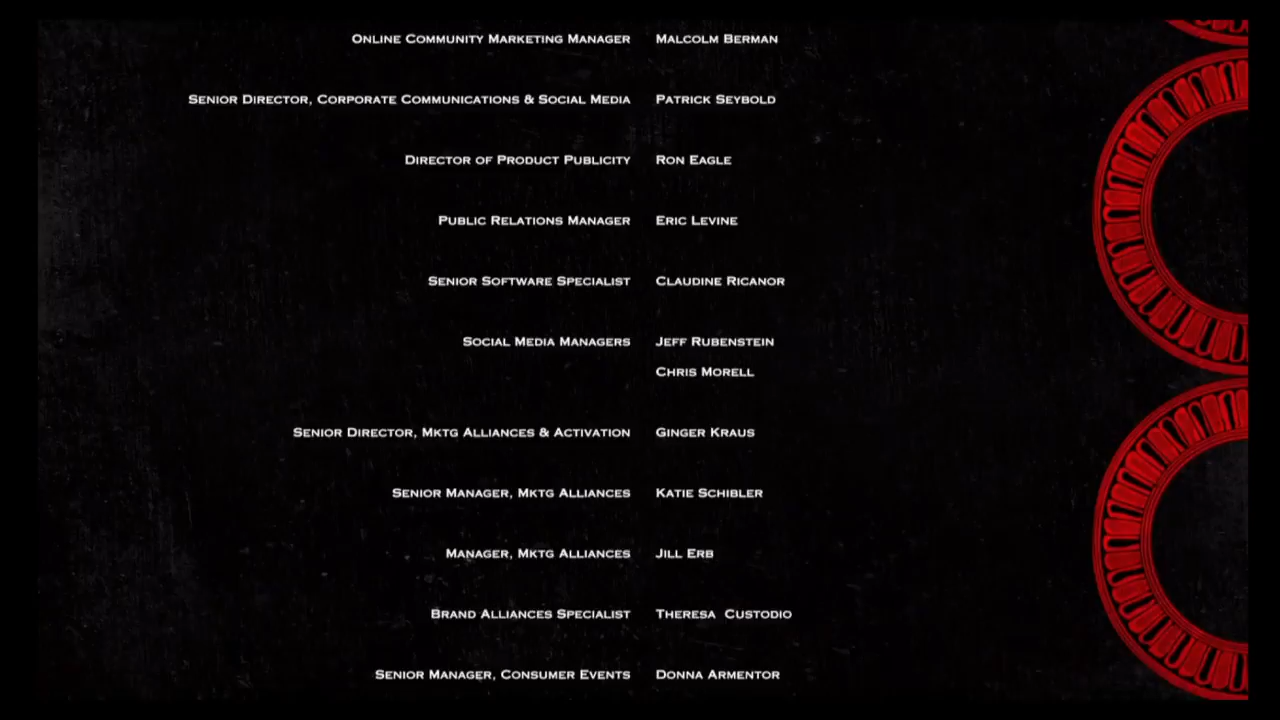 Online Community Marketing Manager Malcolm Berman
Senior Director, Corporate Communications & Social Media Patrick Seybold
Director of Product Publicity Ron Eagle
Public Relations Manager Eric Levine
Senior Software Specialist Claudine Ricanor
Social Media Managers Jeff Rubenstein
Chris Morell
Senior Director, Mktg Alliances & Activation Ginger Kraus
Senior Manager, Mktg Alliances Katie Schibler
Manager, Mktg Alliances Jill Erb
Brand Alliances Specialist Theresa Custodio
Senior Manager, Consumer Events Donna Armentor